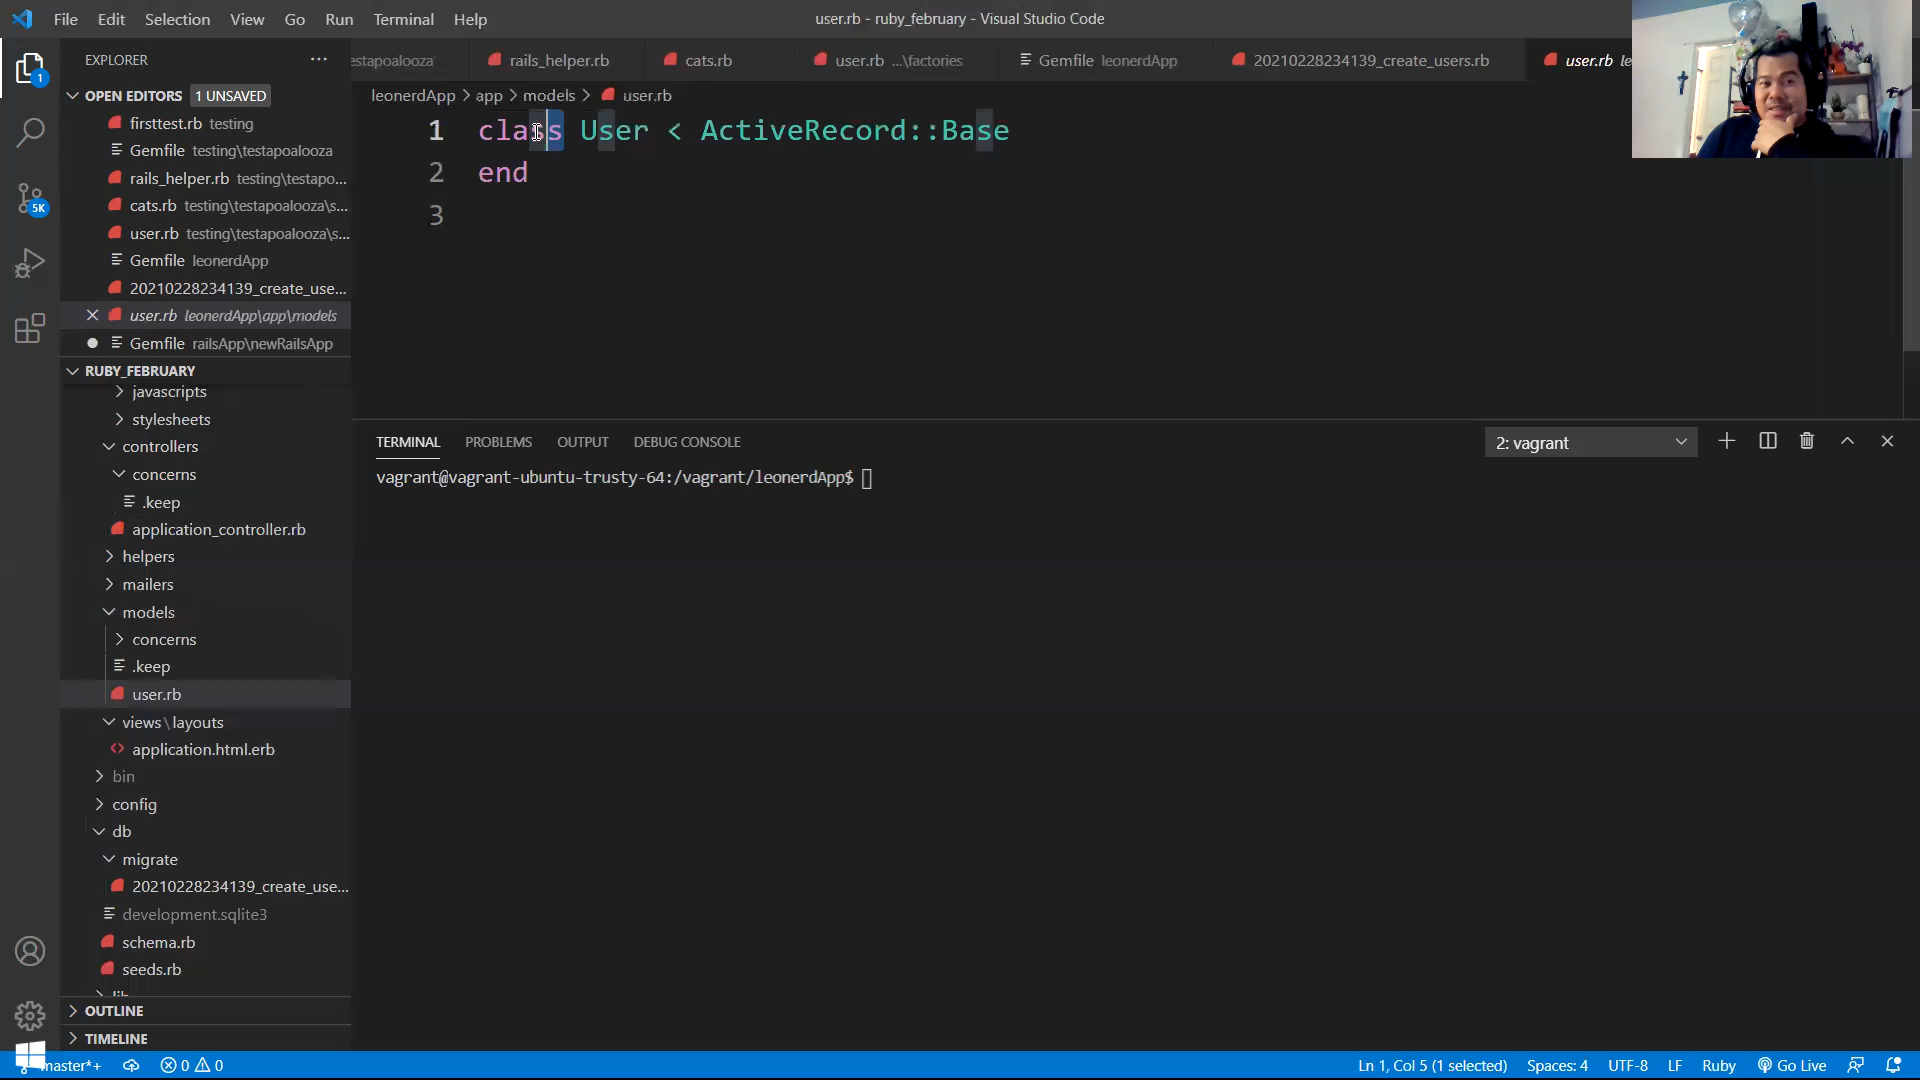 File Edit Selection View Go Run Terminal Help
user.rb - ruby_february - Visual Studio Code
EXPLORER
estapoalooza
rails_helper.rb
cats.rb
user.rb ...\factories
Gemfile leonerdApp
20210228234139_create_users.rb
user.rb le
OPEN EDITORS 1 UNSAVED
firsttest.rb testing
Gemfile testing\testapoalooza
rails_helper.rb testing\testapo...
cats.rb testing\testapoalooza\s...
user.rb testing\testapoalooza\s...
Gemfile leonerdApp
20210228234139_create_use...
user.rb leonerdApp\app\models
Gemfile railsApp\newRailsApp
RUBY_FEBRUARY
javascripts
stylesheets
controllers
concerns
.keep
application_controller.rb
helpers
mailers
models
concerns
.keep
user.rb
views\layouts
application.html.erb
bin
config
db
migrate
20210228234139_create_use...
development.sqlite3
schema.rb
seeds.rb
lib
OUTLINE
TIMELINE
leonerdApp > app > models > user.rb
1 class User < ActiveRecord::Base
2 end
3
TERMINAL PROBLEMS OUTPUT DEBUG CONSOLE
2: vagrant
vagrant@vagrant-ubuntu-trusty-64:/vagrant/leonerdApp$
1
5K
master*+ 0 0
Ln 1, Col 5 (1 selected) Spaces: 4 UTF-8 LF Ruby Go Live